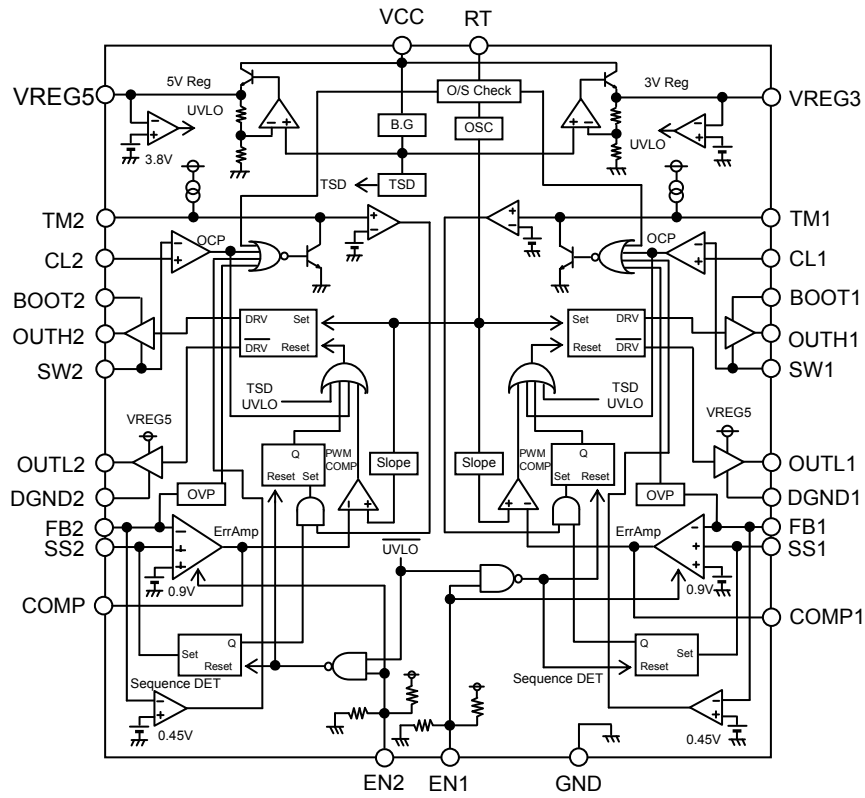 VCC RT
5V Reg 3V Reg
VREG5 O/S Check VREG3
UVLO UVLO
B.G OSC
3.8V
TSD TSD
TM2 TM1
OCP OCP
CL2 CL1
BOOT2 BOOT1
DRV Set Set DRV
OUTH2 OUTH1
DRV Reset Reset DRV
SW2 SW1
TSD TSD
UVLO UVLO
VREG5 VREG5
Q PWM COMP PWM COMP Q
OUTL2 Reset Set Slope Slope Set Reset OUTL1
DGND2 OVP OVP DGND1
FB2 ErrAmp ErrAmp FB1
SS2 SS1
UVLO
0.9V 0.9V
COMP COMP1
Q Q
Set Reset Reset Set
Sequence DET Sequence DET
0.45V 0.45V
EN2 EN1 GND